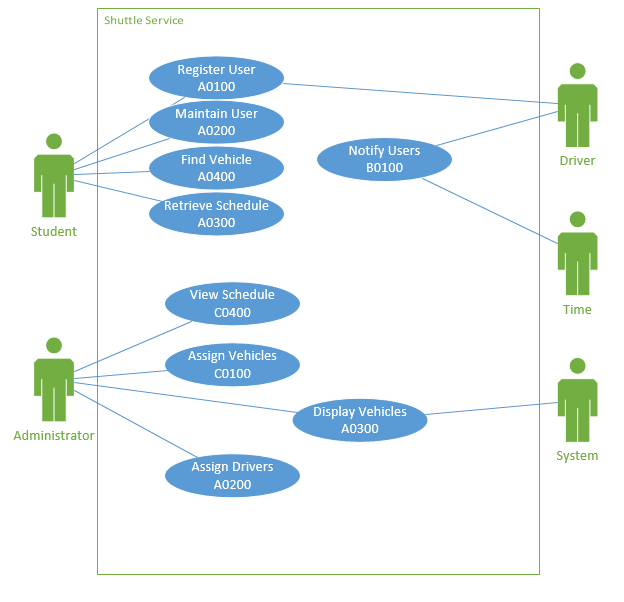 Shuttle Service
Register User
A0100
Maintain User
A0200
Find Vehicle
A0400
Retrieve Schedule
A0300
Notify Users
B0100
Driver
Student
Time
View Schedule
C0400
Assign Vehicles
C0100
Display Vehicles
A0300
Administrator
System
Assign Drivers
A0200